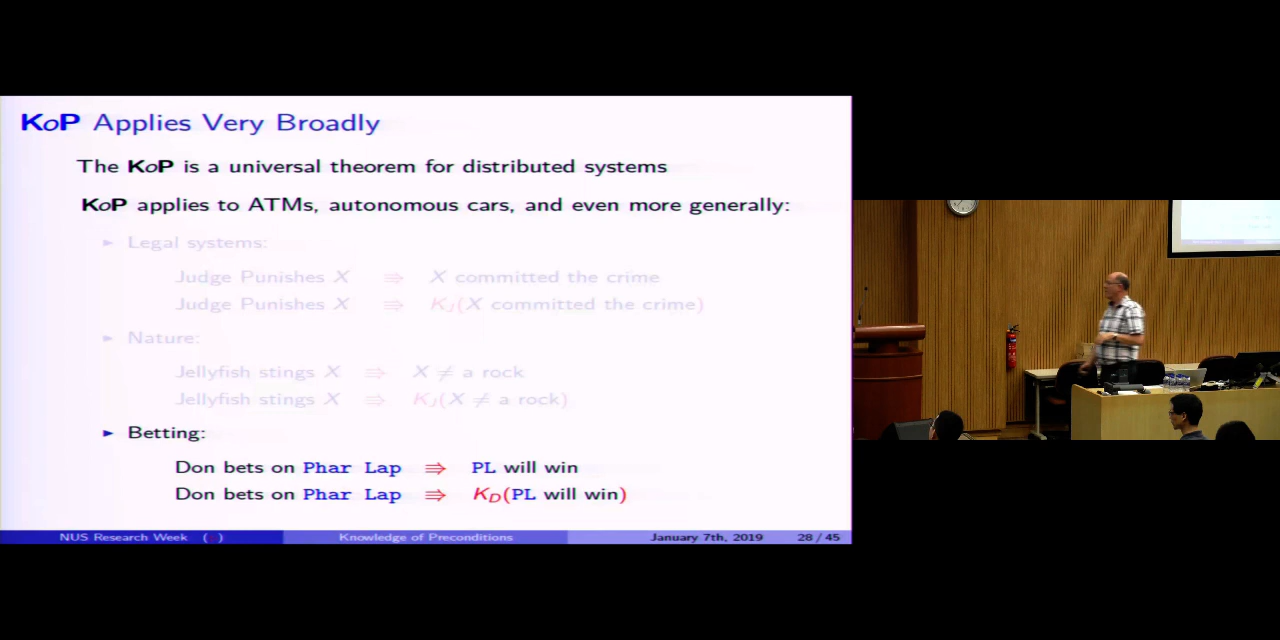 KoP Applies Very Broadly
The KoP is a universal theorem for distributed systems
KoP applies to ATMs, autonomous cars, and even more generally:
► Legal systems:
Judge Punishes X ⇛ X committed the crime
Judge Punishes X ⇛ K_J(X committed the crime)
► Nature:
Jellyfish stings X ⇛ X ≠ a rock
Jellyfish stings X ⇛ K_J(X ≠ a rock)
► Betting:
Don bets on Phar Lap ⇛ PL will win
Don bets on Phar Lap ⇛ K_D(PL will win)
NUS Research Week ( ) Knowledge of Preconditions January 7th, 2019 28 / 45